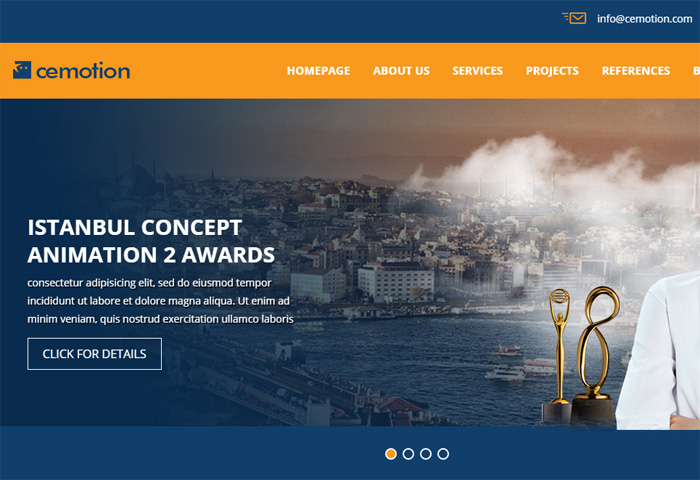 info@cemotion.com
cemotion
HOMEPAGE ABOUT US SERVICES PROJECTS REFERENCES B
ISTANBUL CONCEPT
ANIMATION 2 AWARDS
consectetur adipisicing elit, sed do eiusmod tempor
incididunt ut labore et dolore magna aliqua. Ut enim ad
minim veniam, quis nostrud exercitation ullamco laboris
CLICK FOR DETAILS